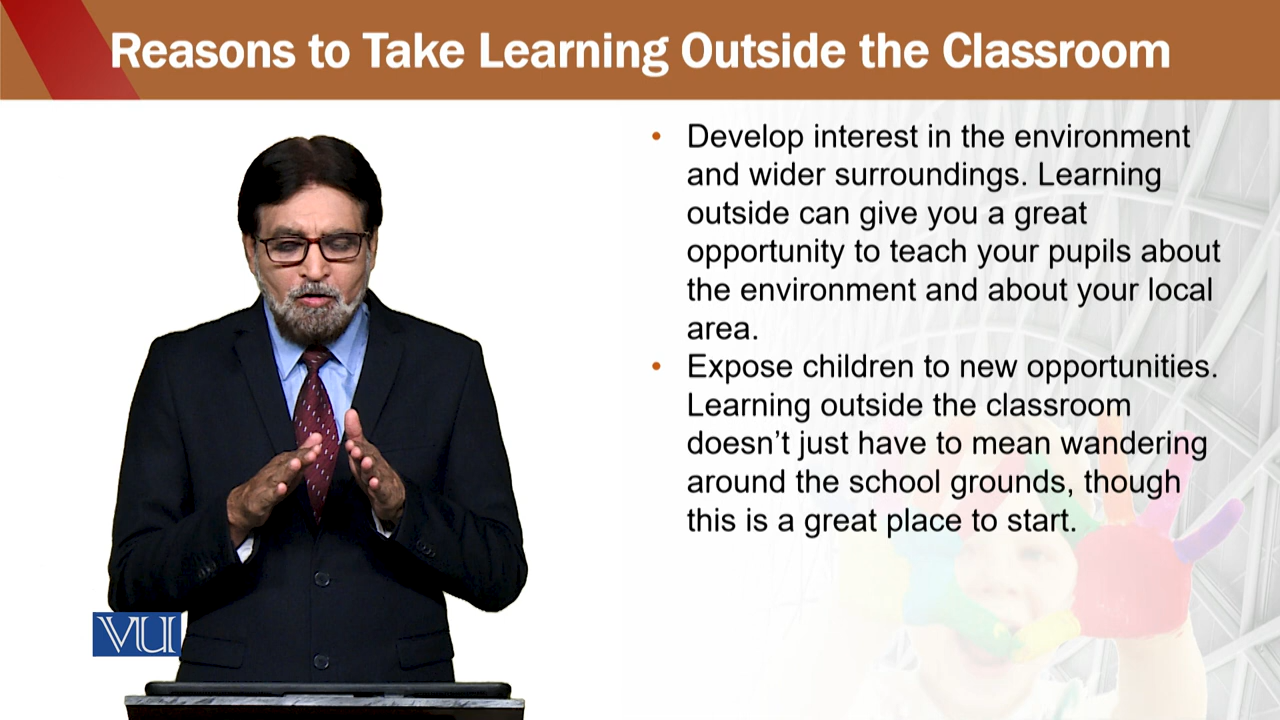 Reasons to Take Learning Outside the Classroom
• Develop interest in the environment
and wider surroundings. Learning
outside can give you a great
opportunity to teach your pupils about
the environment and about your local
area.
• Expose children to new opportunities.
Learning outside the classroom
doesn’t just have to mean wandering
around the school grounds, though
this is a great place to start.
VU